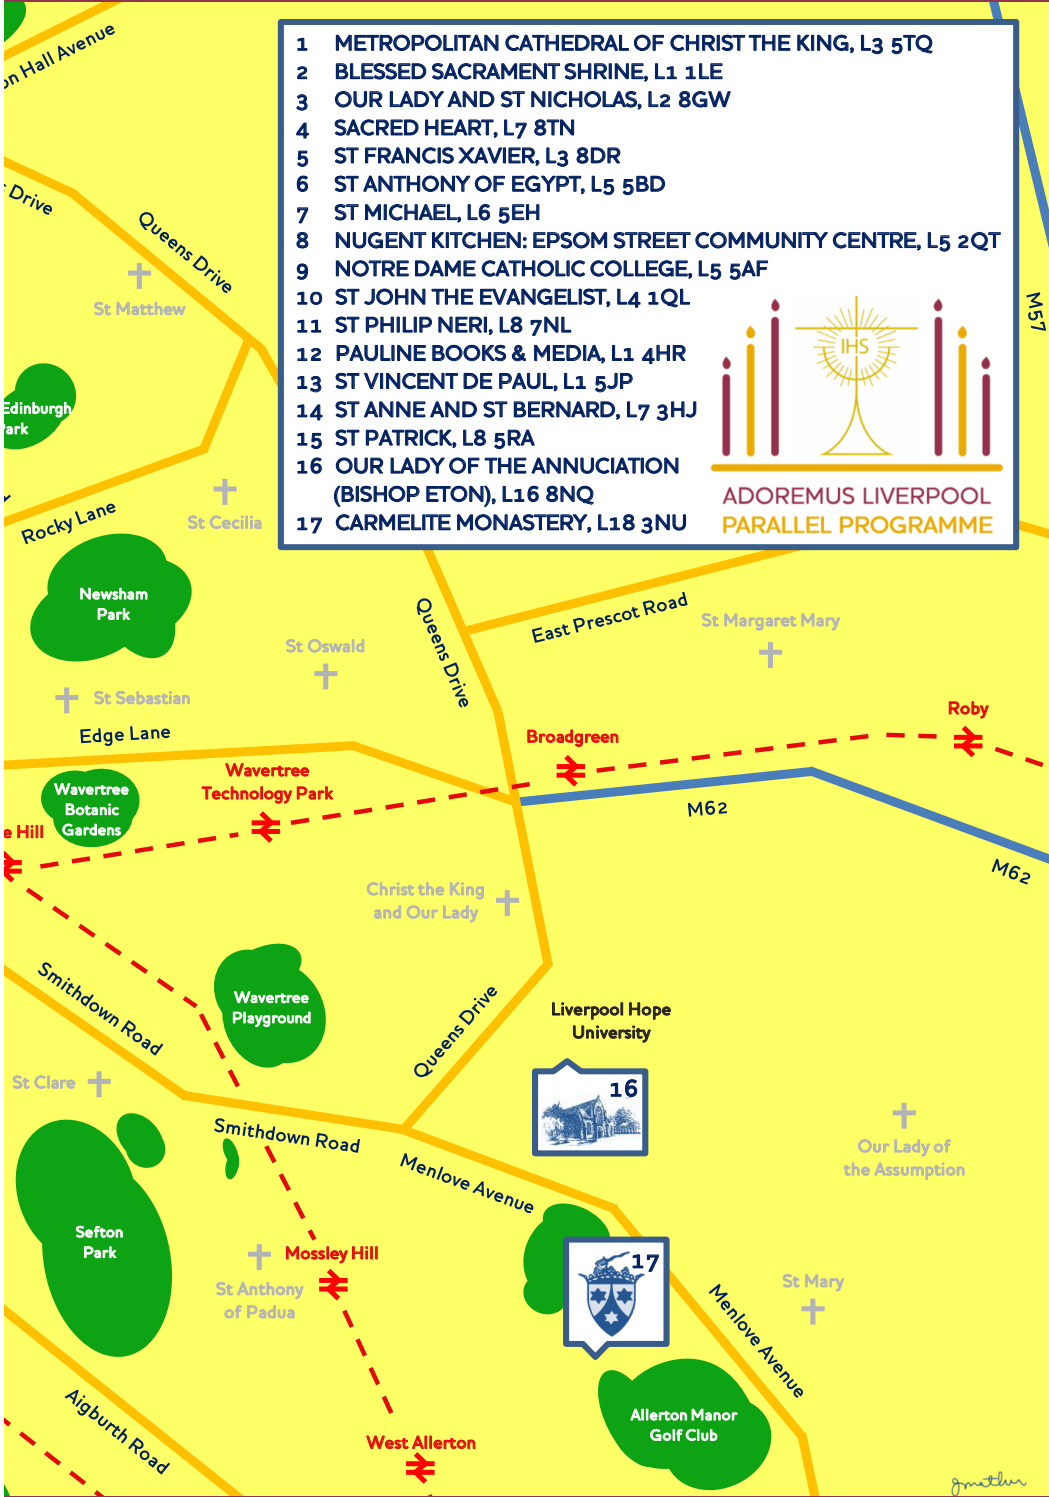 1 METROPOLITAN CATHEDRAL OF CHRIST THE KING, L3 5TQ
2 BLESSED SACRAMENT SHRINE, L1 1LE
3 OUR LADY AND ST NICHOLAS, L2 8GW
4 SACRED HEART, L7 8TN
5 ST FRANCIS XAVIER, L3 8DR
6 ST ANTHONY OF EGYPT, L5 5BD
7 ST MICHAEL, L6 5EH
8 NUGENT KITCHEN: EPSOM STREET COMMUNITY CENTRE, L5 2QT
9 NOTRE DAME CATHOLIC COLLEGE, L5 5AF
10 ST JOHN THE EVANGELIST, L4 1QL
11 ST PHILIP NERI, L8 7NL
12 PAULINE BOOKS & MEDIA, L1 4HR
13 ST VINCENT DE PAUL, L1 5JP
14 ST ANNE AND ST BERNARD, L7 3HJ
15 ST PATRICK, L8 5RA
16 OUR LADY OF THE ANNUCIATION
(BISHOP ETON), L16 8NQ
17 CARMELITE MONASTERY, L18 3NU
IHS
ADOREMUS LIVERPOOL
PARALLEL PROGRAMME
on Hall Avenue
Drive
Queens Drive
St Matthew
M57
Edinburgh
Park
St Cecilia
Rocky Lane
Newsham
Park
Queens Drive
East Prescot Road
St Margaret Mary
St Oswald
St Sebastian
Edge Lane
Roby
Broadgreen
Wavertree
Technology Park
Wavertree
Botanic
Gardens
M62
e Hill
M62
Christ the King
and Our Lady
Smithdown Road
Wavertree
Playground
Queens Drive
Liverpool Hope
University
St Clare
16
Smithdown Road
Our Lady of
the Assumption
Menlove Avenue
Sefton
Park
Mossley Hill
17
St Anthony
of Padua
St Mary
Menlove Avenue
Aigburth Road
Allerton Manor
Golf Club
West Allerton